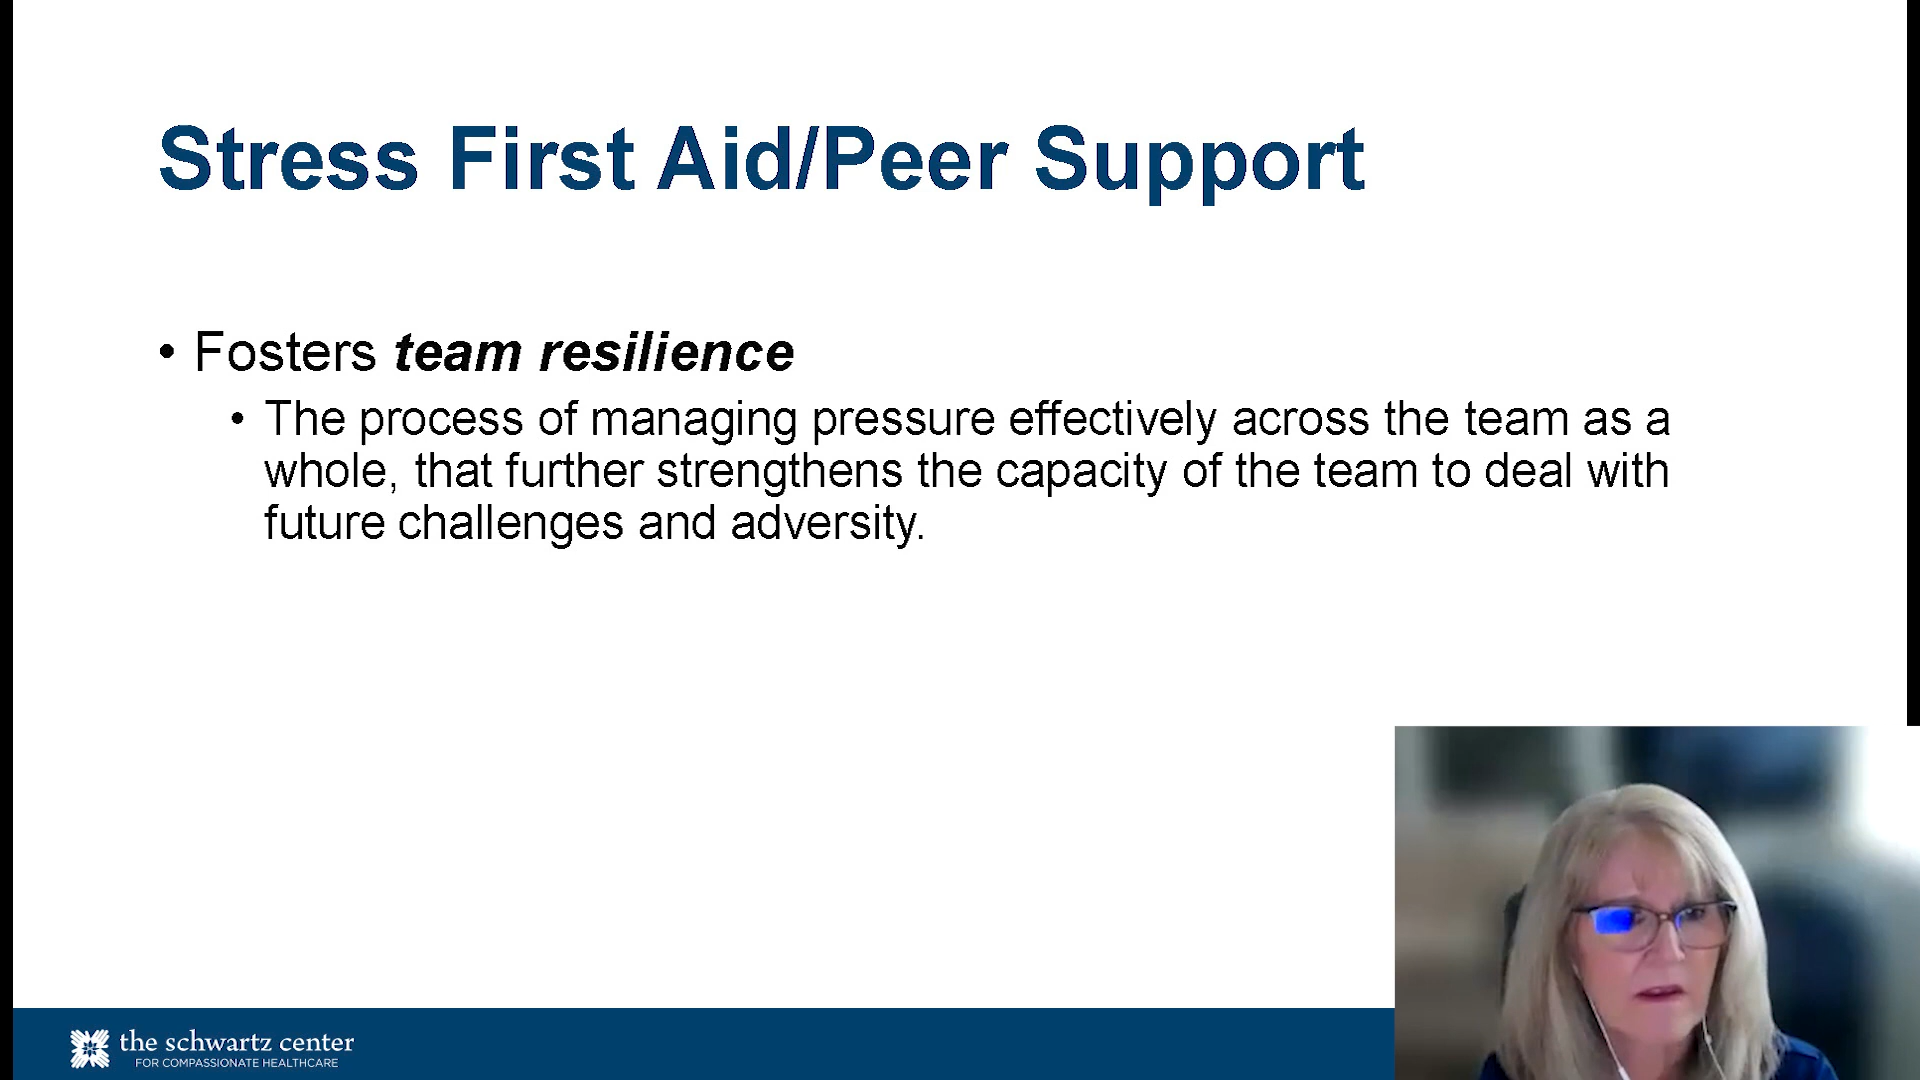 Stress First Aid/Peer Support
• Fosters team resilience
• The process of managing pressure effectively across the team as a
whole, that further strengthens the capacity of the team to deal with
future challenges and adversity.
the schwartz center
FOR COMPASSIONATE HEALTHCARE